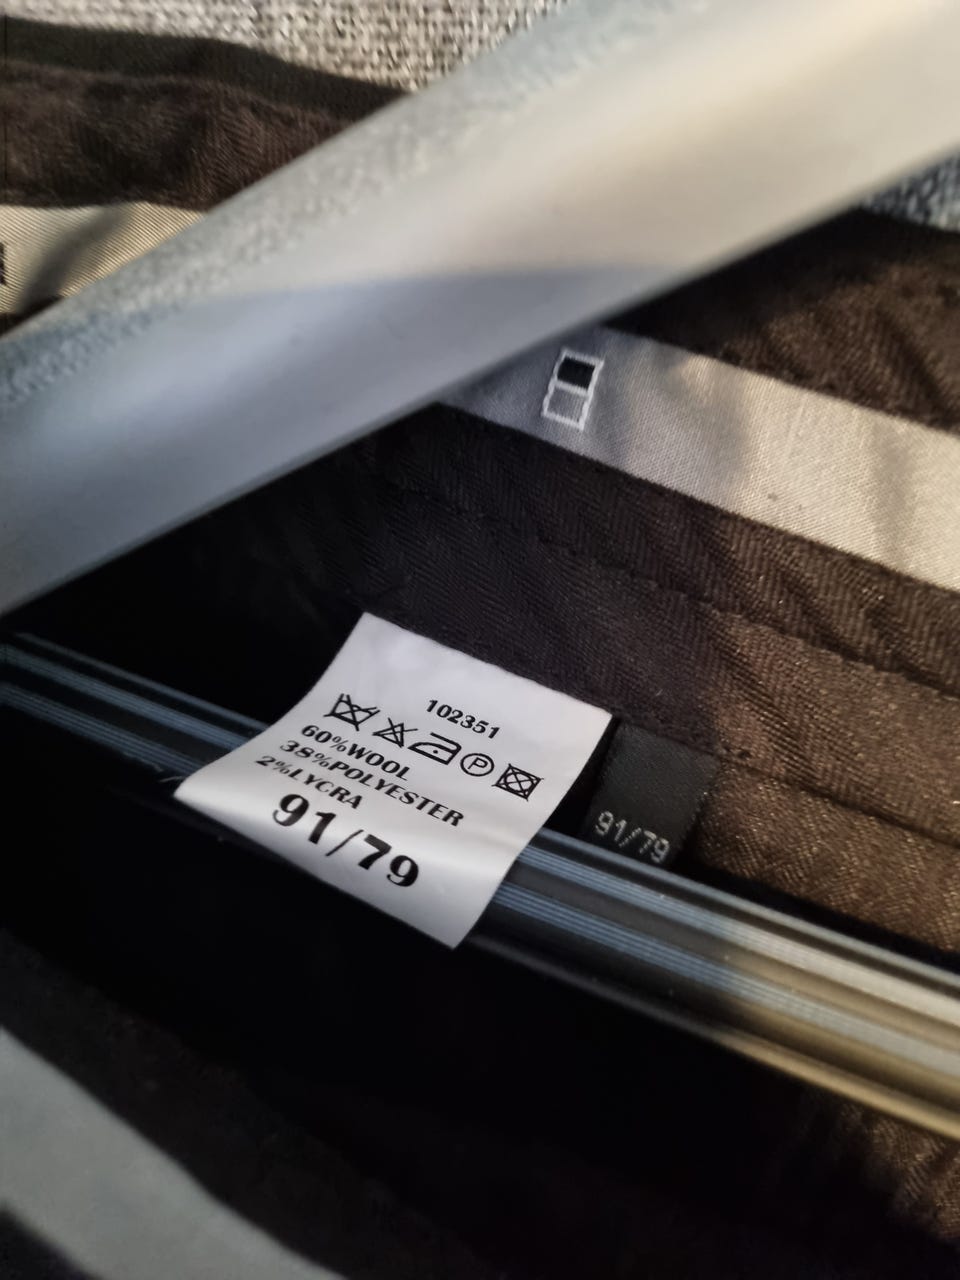 102351
P
60%WOOL
38%POLYESTER
2%LYCRA
91/79
91/79